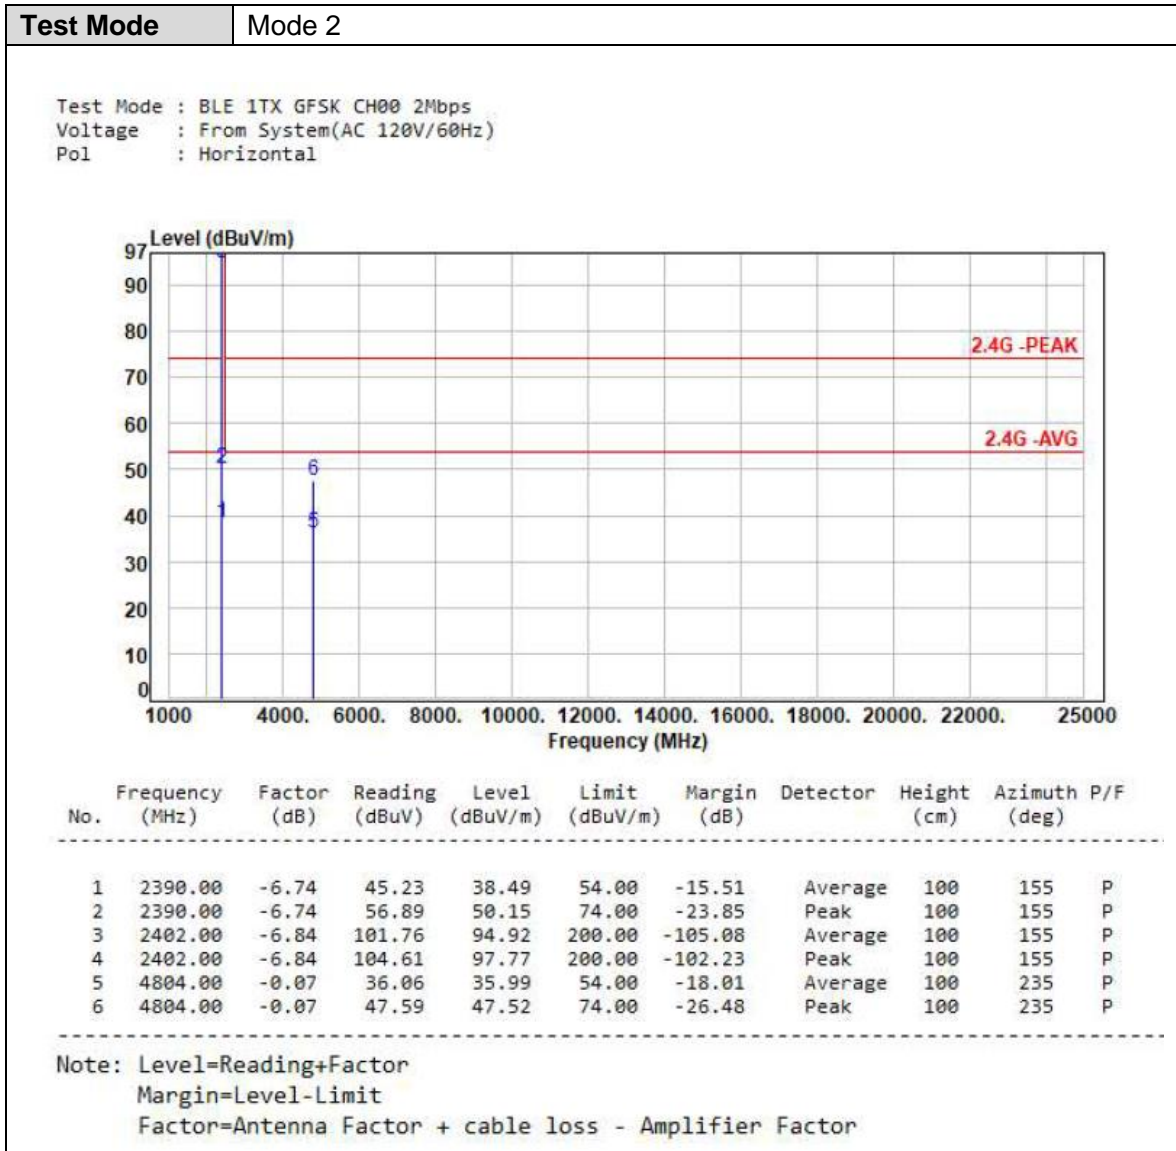 Test Mode Mode 2
Test Mode : BLE 1TX GFSK CH00 2Mbps
Voltage : From System(AC 120V/60Hz)
Pol : Horizontal
97 Level (dBuV/m)
90
80
2.4G -PEAK
70
60
2.4G -AVG
2
50
6
1
40
5
30
20
10
0
1000 4000. 6000. 8000. 10000. 12000. 14000. 16000. 18000. 20000. 22000. 25000
Frequency (MHz)
Frequency Factor Reading Level Limit Margin Detector Height Azimuth P/F
No. (MHz) (dB) (dBuV) (dBuV/m) (dBuV/m) (dB) (cm) (deg)
1 2390.00 -6.74 45.23 38.49 54.00 -15.51 Average 100 155 P
2 2390.00 -6.74 56.89 50.15 74.00 -23.85 Peak 100 155 P
3 2402.00 -6.84 101.76 94.92 200.00 -105.08 Average 100 155 P
4 2402.00 -6.84 104.61 97.77 200.00 -102.23 Peak 100 155 P
5 4804.00 -0.07 36.06 35.99 54.00 -18.01 Average 100 235 P
6 4804.00 -0.07 47.59 47.52 74.00 -26.48 Peak 100 235 P
Note: Level=Reading+Factor
Margin=Level-Limit
Factor=Antenna Factor + cable loss - Amplifier Factor